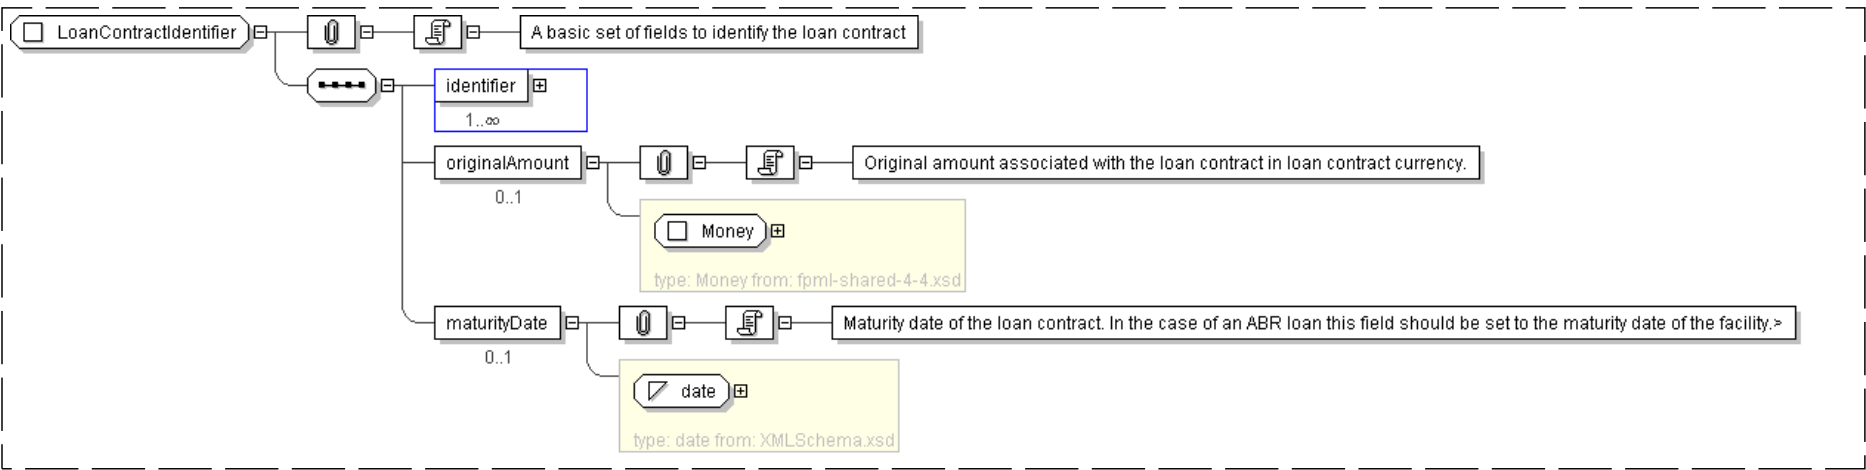 LoanContractIdentifier
A basic set of fields to identify the loan contract
identifier
1..∞
originalAmount
Original amount associated with the loan contract in loan contract currency.
0..1
Money
type: Money from: fpml-shared-4-4.xsd
maturityDate
Maturity date of the loan contract. In the case of an ABR loan this field should be set to the maturity date of the facility.>
0..1
date
type: date from: XMLSchema.xsd